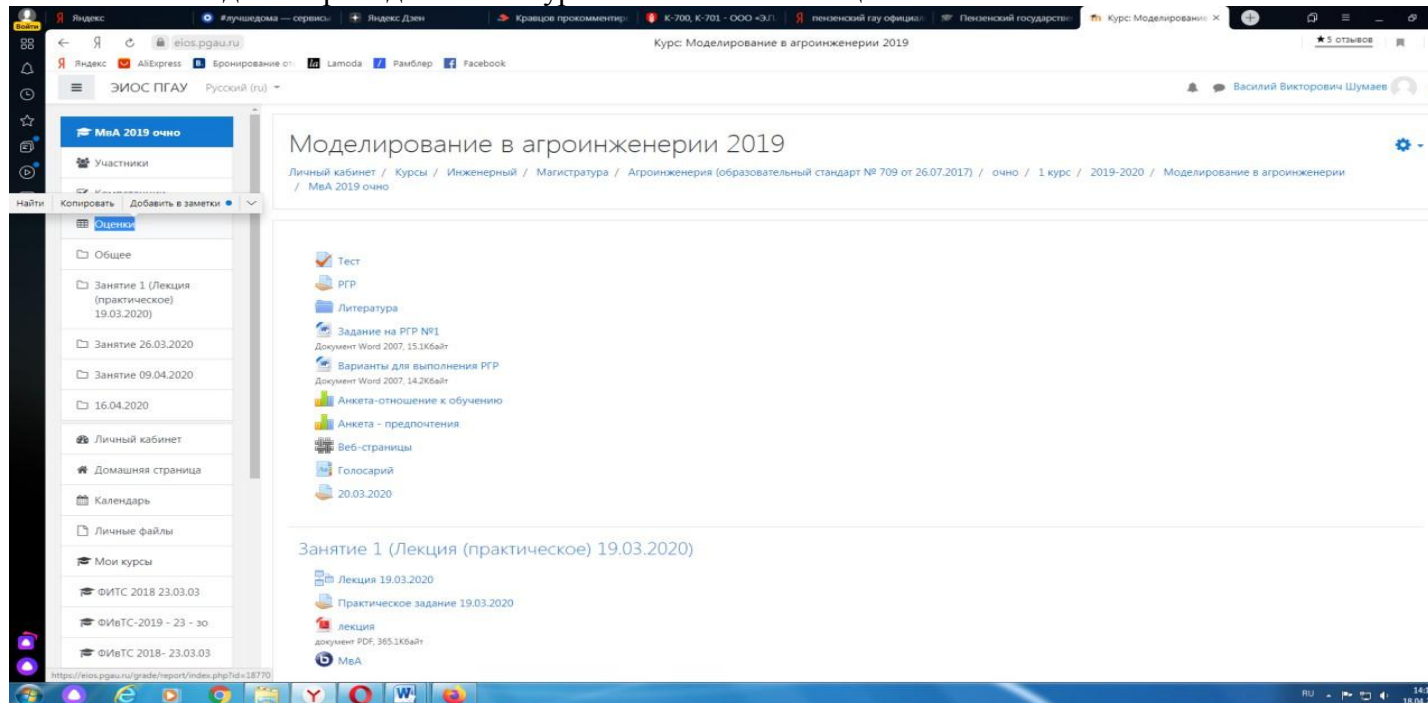 Яндекс
#лучшедома — сервисы
Яндекс Дзен
Кравцов прокомментир
К-700, К-701 - ООО «ЭЛ
пензенский гау официал
Пензенский государстве
Курс: Моделирование
Войти
eios.pgau.ru
Курс: Моделирование в агроинженерии 2019
★5 отзывов
Яндекс
AliExpress
Бронирование от
Lamoda
Рамблер
Facebook
ЭИОС ПГАУ
Русский (ru)
Василий Викторович Шумаев
МвА 2019 очно
Участники
Найти
Копировать
Добавить в заметки
Оценки
Общее
Занятие 1 (Лекция
(практическое)
19.03.2020)
Занятие 26.03.2020
Занятие 09.04.2020
16.04.2020
Личный кабинет
Домашняя страница
Календарь
Личные файлы
Мои курсы
ФИТС 2018 23.03.03
ФИвТС-2019 - 23 - зо
ФИвТС 2018- 23.03.03
https://eios.pgau.ru/grade/report/index.php?id=18770
Моделирование в агроинженерии 2019
Личный кабинет / Курсы / Инженерный / Магистратура / Агроинженерия (образовательный стандарт № 709 от 26.07.2017) / очно / 1 курс / 2019-2020 / Моделирование в агроинженерии
/ МвА 2019 очно
Тест
РГР
Литература
Задание на РГР №1
Документ Word 2007, 15.1Кбайт
Варианты для выполнения РГР
Документ Word 2007, 14.2Кбайт
Анкета-отношение к обучению
Анкета - предпочтения
Веб-страницы
Голосарий
20.03.2020
Занятие 1 (Лекция (практическое) 19.03.2020)
Лекция 19.03.2020
Практическое задание 19.03.2020
лекция
документ PDF, 365.1Кбайт
МвА
RU